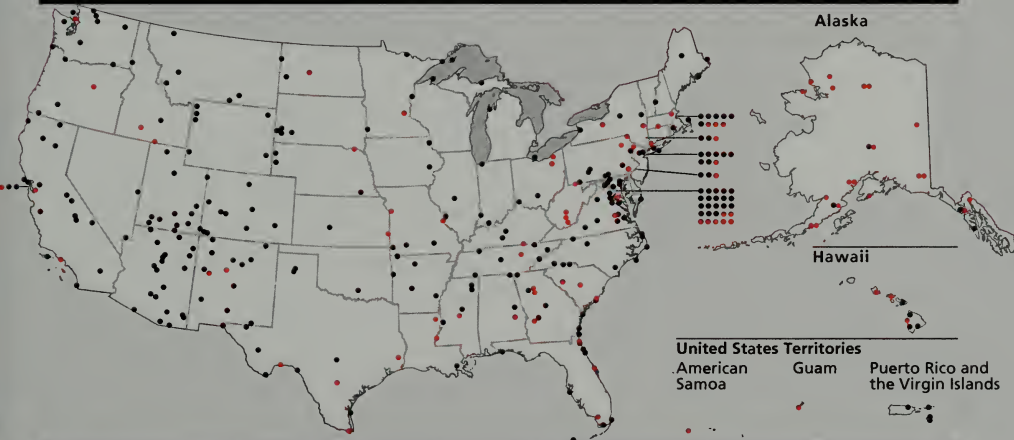 Alaska
Hawaii
United States Territories
American
Samoa
Guam
Puerto Rico and
the Virgin Islands